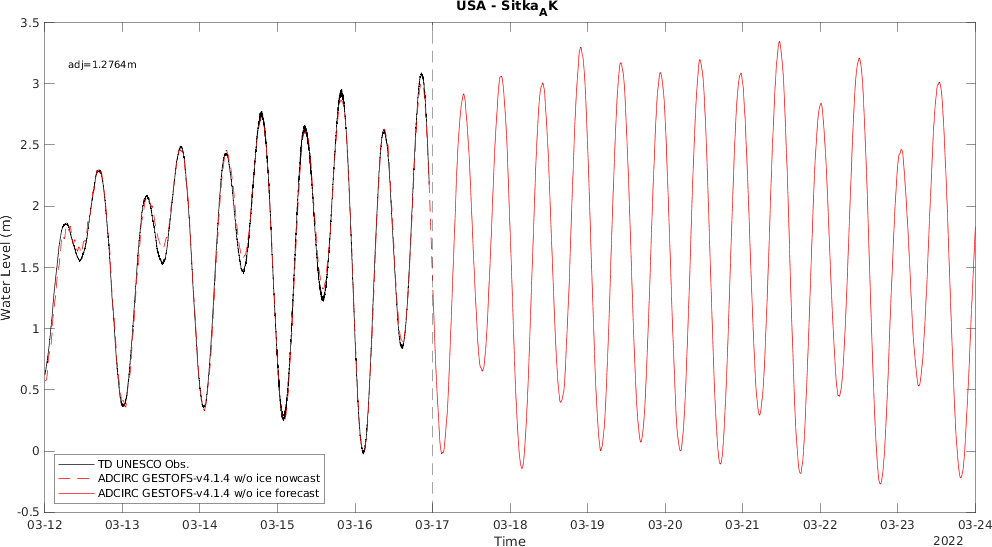 USA - Sitka_AK
3.5
adj=1.2764m
3
2.5
2
1.5
1
0.5
0
-0.5
Water Level (m)
TD UNESCO Obs.
ADCIRC GESTOFS-v4.1.4 w/o ice nowcast
ADCIRC GESTOFS-v4.1.4 w/o ice forecast
03-12 03-13 03-14 03-15 03-16 03-17 03-18 03-19 03-20 03-21 03-22 03-23 03-24
Time
2022